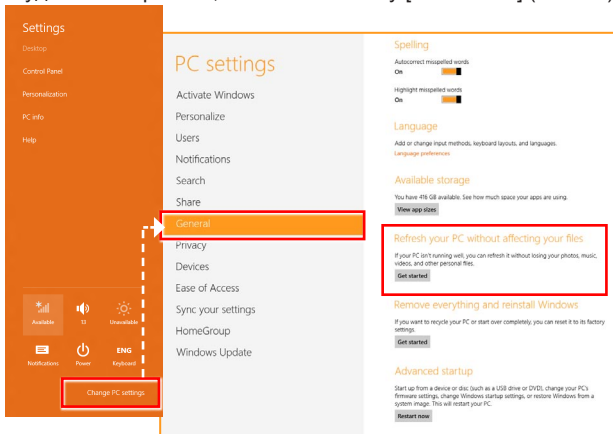 Settings
Desktop
Control Panel
Personalization
PC info
Help
Available
53
Unavailable
Notifications
Power
ENG
Keyboard
Change PC settings
PC settings
Activate Windows
Personalize
Users
Notifications
Search
Share
General
Privacy
Devices
Ease of Access
Sync your settings
HomeGroup
Windows Update
Spelling
Autocorrect misspelled words
On
Highlight misspelled words
On
Language
Add or change input methods, keyboard layouts, and languages.
Language preferences
Available storage
You have 416 GB available. See how much space your apps are using.
View app sizes
Refresh your PC without affecting your files
If your PC isn't running well, you can refresh it without losing your photos, music,
videos, and other personal files.
Get started
Remove everything and reinstall Windows
If you want to recycle your PC or start over completely, you can reset it to its factory
settings.
Get started
Advanced startup
Start up from a device or disc (such as a USB drive or DVD), change your PC's
firmware settings, change Windows startup settings, or restore Windows from a
system image. This will restart your PC.
Restart now